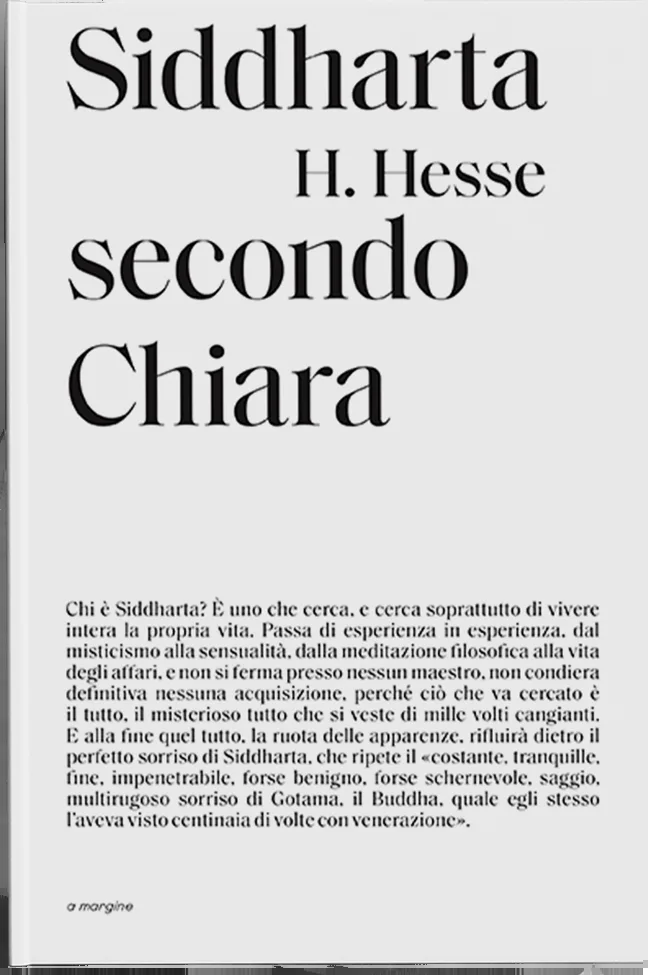 Siddharta
H. Hesse
secondo
Chiara
Chi è Siddharta? È uno che cerca, e cerca soprattutto di vivere
intera la propria vita. Passa di esperienza in esperienza, dal
misticismo alla sensualità, dalla meditazione filosofica alla vita
degli affari, e non si ferma presso nessun maestro, non condiera
definitiva nessuna acquisizione, perché ciò che va cercato è
il tutto, il misterioso tutto che si veste di mille volti cangianti.
E alla fine quel tutto, la ruota delle apparenze, rifluirà dietro il
perfetto sorriso di Siddharta, che ripete il «costante, tranquille,
fine, impenetrabile, forse benigno, forse schernevole, saggio,
multirugoso sorriso di Gotama, il Buddha, quale egli stesso
l'aveva visto centinaia di volte con venerazione».
a margine